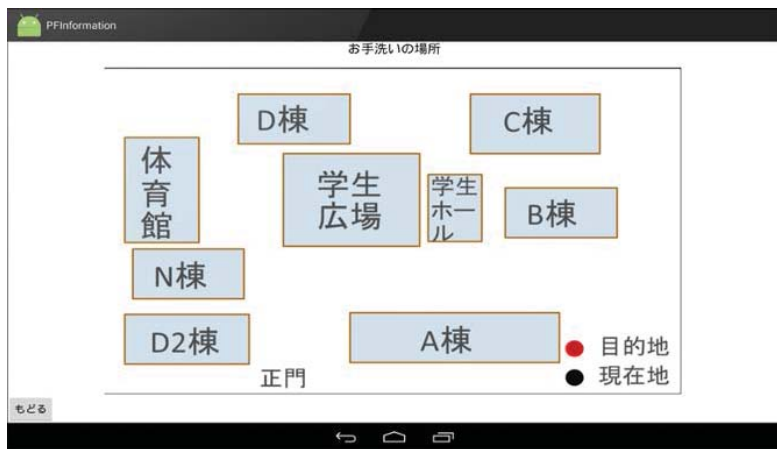 PFInformation
お手洗いの場所
D棟
C棟
体
育
館
学生
広場
学生
ホー
ル
B棟
N棟
D2棟
A棟
目的地
正門
現在地
もどる